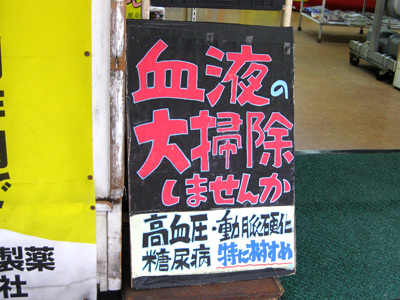 血液の
大掃除
しませんか
高血圧・動脈硬化
糖尿病 特におすすめ
製薬
社